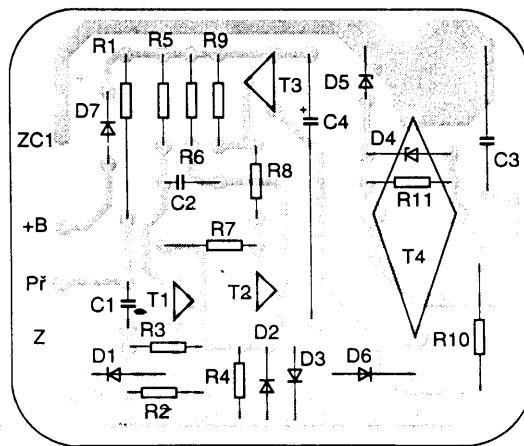 R1 R5 R9
T3 D5
D7
C4
ZC1 D4 C3
R6
R8
C2 R11
+B R7
T4
Př
T1 T2
C1
Z R3 R10
D1 D2 D3 D6
R4
R2